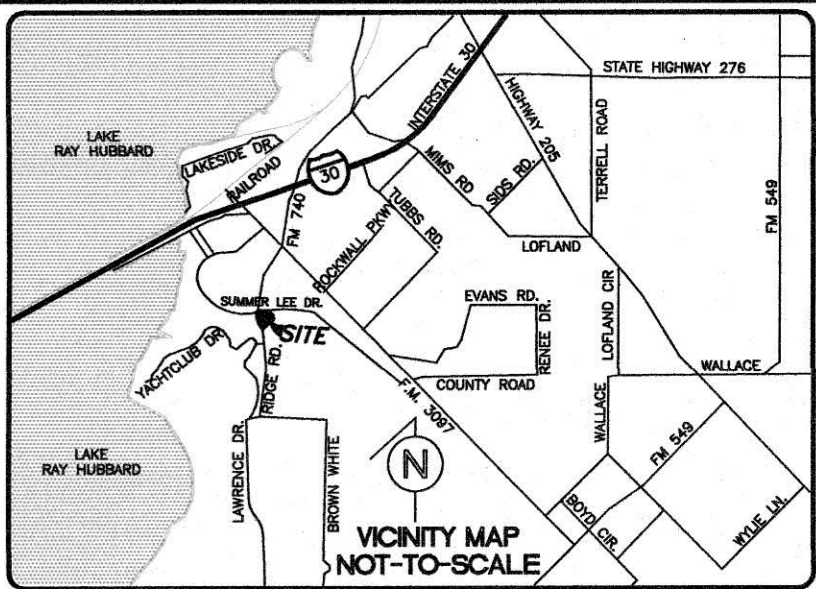 STATE HIGHWAY 276
INTERSTATE 30
HIGHWAY 205
TERRELL ROAD
FM 549
LAKE
RAY HUBBARD
LAKESIDE DR.
RAILROAD
30
MIMS RD
SIDS RD.
FM 740
ROCKWALL PKWY
TUBBS RD.
LOFLAND
SUMMER LEE DR.
SITE
EVANS RD.
RENEE DR.
LOFLAND CIR
YACHTCLUB DR.
RIDGE RD.
F.M. 3097
COUNTY ROAD
WALLACE
WALLACE
LAKE
RAY HUBBARD
LAWRENCE DR.
BROWN WHITE
N
FM 549
BOYD CIR.
WYLIE LN.
VICINITY MAP
NOT-TO-SCALE